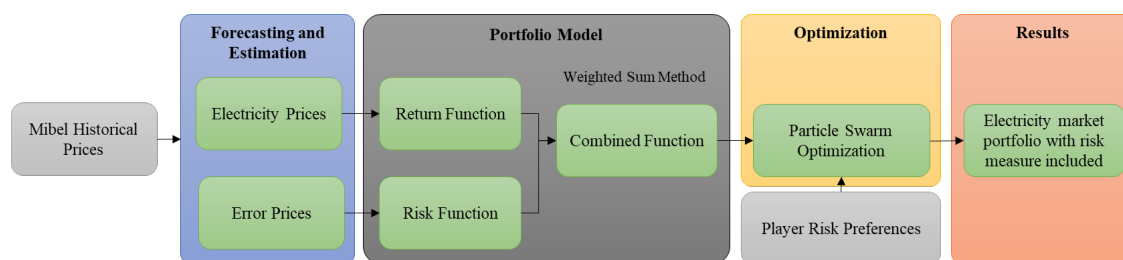 Forecasting and
Estimation
Portfolio Model
Optimization
Results
Weighted Sum Method
Mibel Historical
Prices
Electricity Prices
Return Function
Combined Function
Particle Swarm
Optimization
Electricity market
portfolio with risk
measure included
Error Prices
Risk Function
Player Risk Preferences